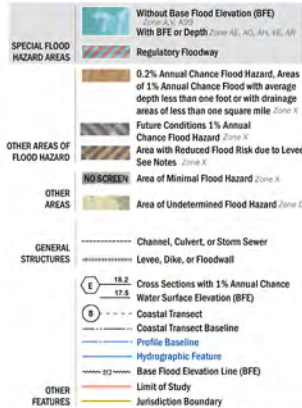 Without Base Flood Elevation (BFE)
Zone A,V, A99
With BFE or Depth Zone AE, AO, AH, VE, AR
SPECIAL FLOOD
HAZARD AREAS
Regulatory Floodway
0.2% Annual Chance Flood Hazard, Areas
of 1% Annual Chance Flood with average
depth less than one foot or with drainage
areas of less than one square mile Zone X
Future Conditions 1% Annual
Chance Flood Hazard Zone X
OTHER AREAS OF
FLOOD HAZARD
Area with Reduced Flood Risk due to Levee
See Notes Zone X
NO SCREEN Area of Minimal Flood Hazard Zone X
OTHER
AREAS
Area of Undetermined Flood Hazard Zone D
GENERAL
STRUCTURES
Channel, Culvert, or Storm Sewer
Levee, Dike, or Floodwall
E 18.2 Cross Sections with 1% Annual Chance
17.5 Water Surface Elevation (BFE)
8 Coastal Transect
Coastal Transect Baseline
Profile Baseline
Hydrographic Feature
513 Base Flood Elevation Line (BFE)
OTHER
FEATURES
Limit of Study
Jurisdiction Boundary